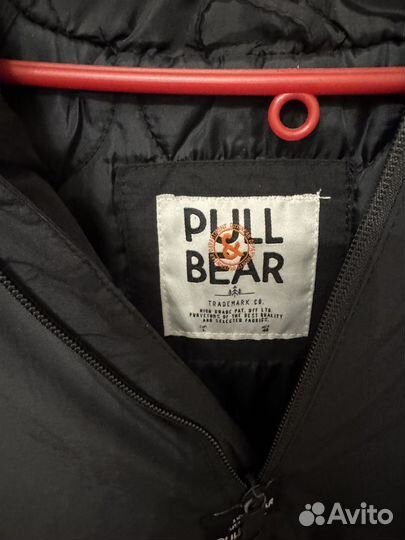 PULL
&
BEAR
TRADEMARK CO.
HIGH GRADE PAT. OFF LTD.
PURVEYORS OF THE BEST QUALITY
AND SELECTED FABRICS.
Avito